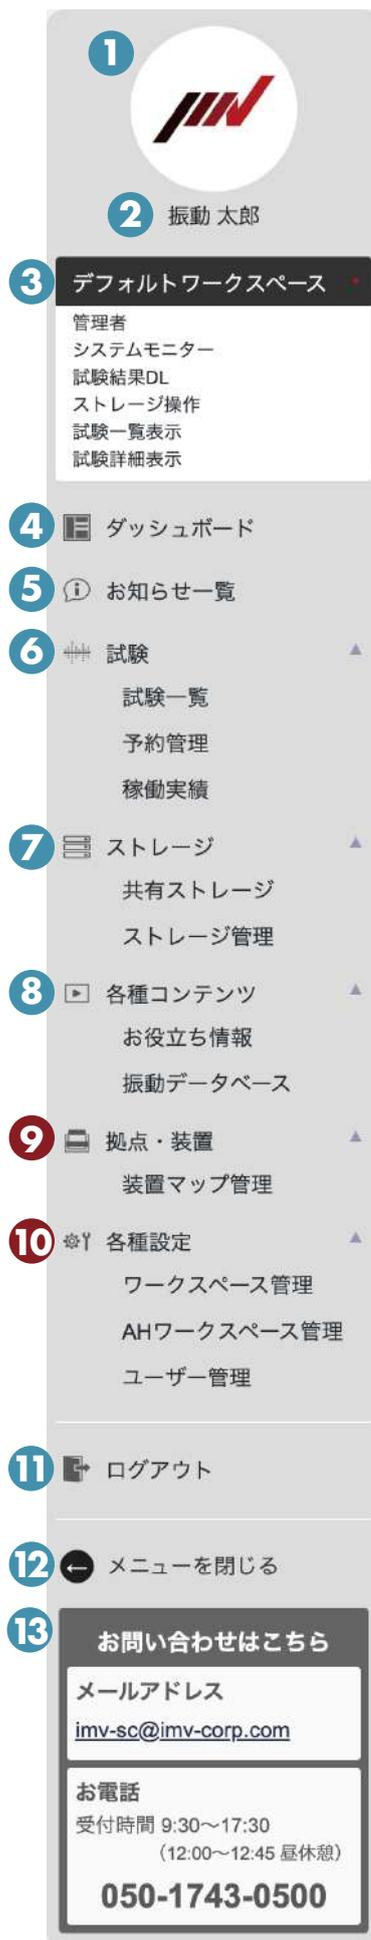 1
2 振動 太郎
3 デフォルトワークスペース
管理者
システムモニター
試験結果DL
ストレージ操作
試験一覧表示
試験詳細表示
4 ダッシュボード
5 お知らせ一覧
6 試験 ▲
試験一覧
予約管理
稼働実績
7 ストレージ ▲
共有ストレージ
ストレージ管理
8 各種コンテンツ ▲
お役立ち情報
振動データベース
9 拠点・装置 ▲
装置マップ管理
10 各種設定 ▲
ワークスペース管理
AHワークスペース管理
ユーザー管理
11 ログアウト
12 ← メニューを閉じる
13 お問い合わせはこちら
メールアドレス
imv-sc@imv-corp.com
お電話
受付時間 9:30〜17:30
（12:00〜12:45 昼休憩）
050-1743-0500